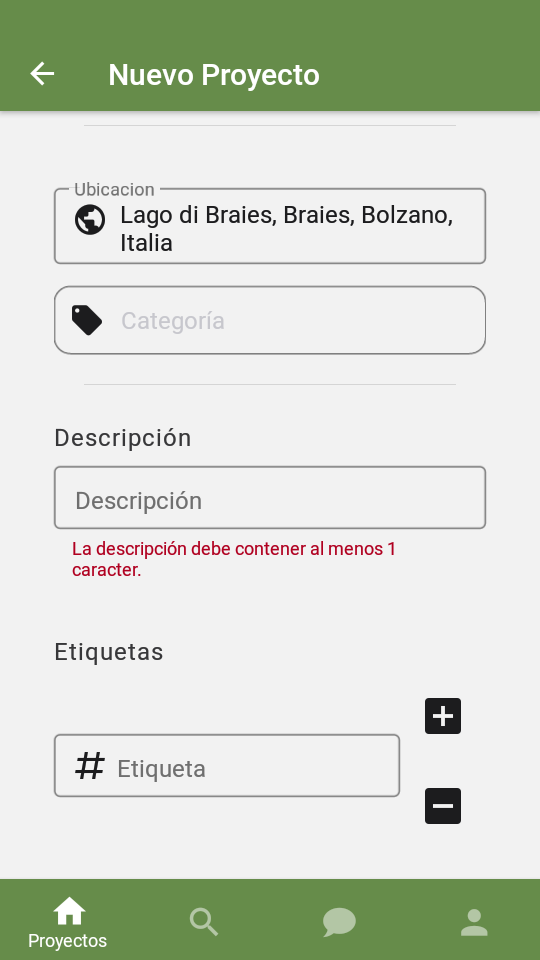 Nuevo Proyecto
Ubicacion
Lago di Braies, Braies, Bolzano,
Italia
Categoría
Descripción
Descripción
La descripción debe contener al menos 1
caracter.
Etiquetas
Etiqueta
Proyectos